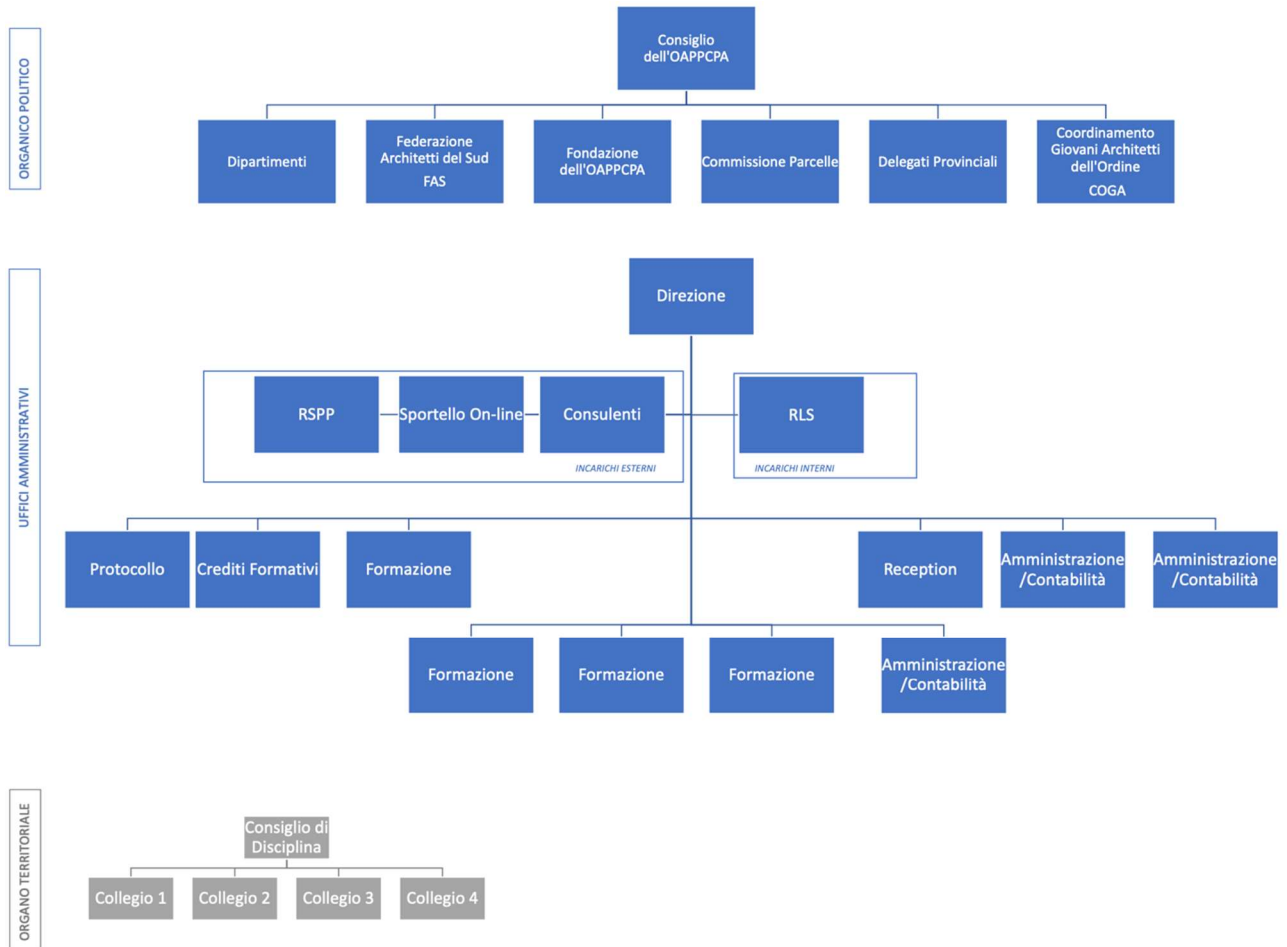 ORGANICO POLITICO
Consiglio
dell'OAPPCPA
Dipartimenti
Federazione
Architetti del Sud
FAS
Fondazione
dell'OAPPCPA
Commissione Parcelle
Delegati Provinciali
Coordinamento
Giovani Architetti
dell'Ordine
COGA
UFFICI AMMINISTRATIVI
Direzione
RSPP
Sportello On-line
Consulenti
INCARICHI ESTERNI
RLS
INCARICHI INTERNI
Protocollo
Crediti Formativi
Formazione
Reception
Amministrazione
/Contabilità
Amministrazione
/Contabilità
Formazione
Formazione
Formazione
Amministrazione
/Contabilità
ORGANO TERRITORIALE
Consiglio di
Disciplina
Collegio 1
Collegio 2
Collegio 3
Collegio 4